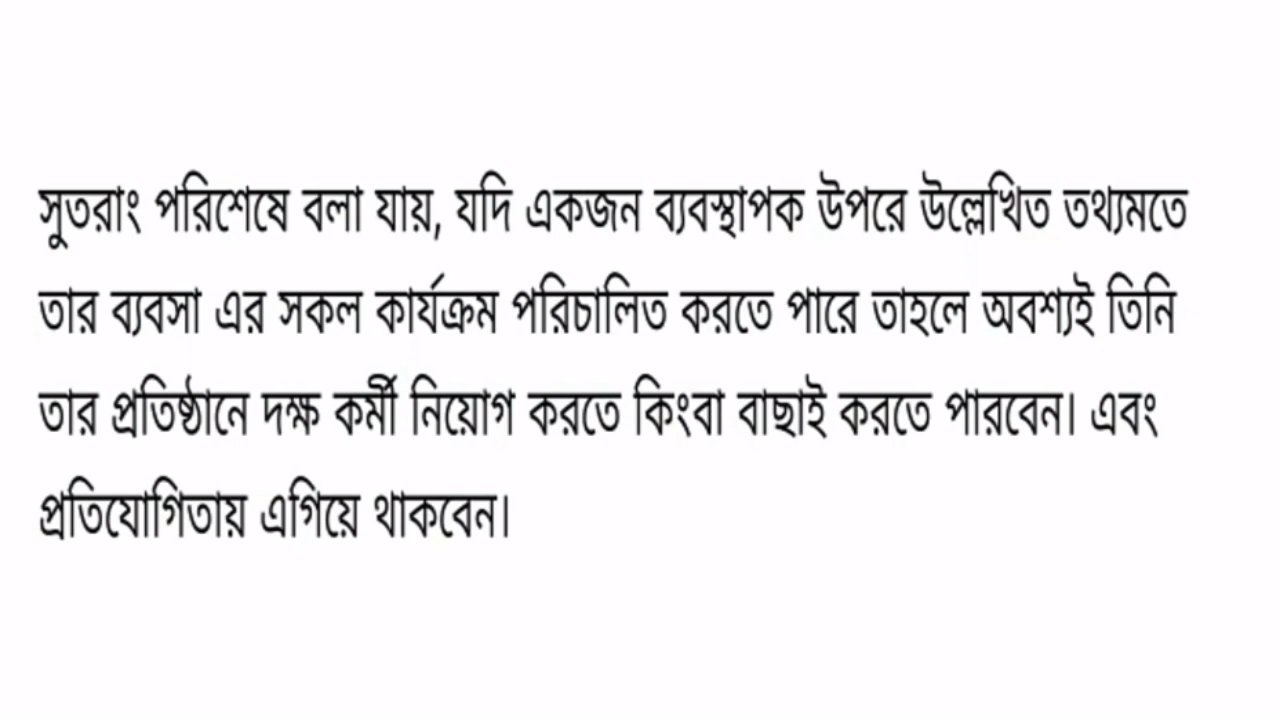 সুতরাং পরিশেষে বলা যায়, যদি একজন ব্যবস্থাপক উপরে উল্লেখিত তথ্যমতে
তার ব্যবসা এর সকল কার্যক্রম পরিচালিত করতে পারে তাহলে অবশ্যই তিনি
তার প্রতিষ্ঠানে দক্ষ কর্মী নিয়োগ করতে কিংবা বাছাই করতে পারবেন। এবং
প্রতিযোগিতায় এগিয়ে থাকবেন।